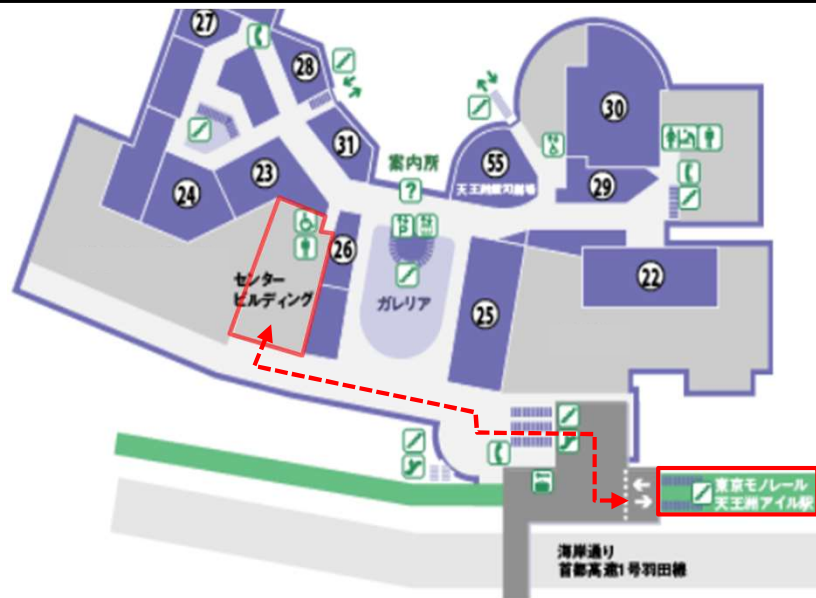 27
28
31
案内所
?
55
天王洲銀河劇場
30
29
23
24
26
P
センター
ビルディング
ガレリア
25
22
東京モノレール
天王洲アイル駅
海岸通り
首都高速1号羽田線